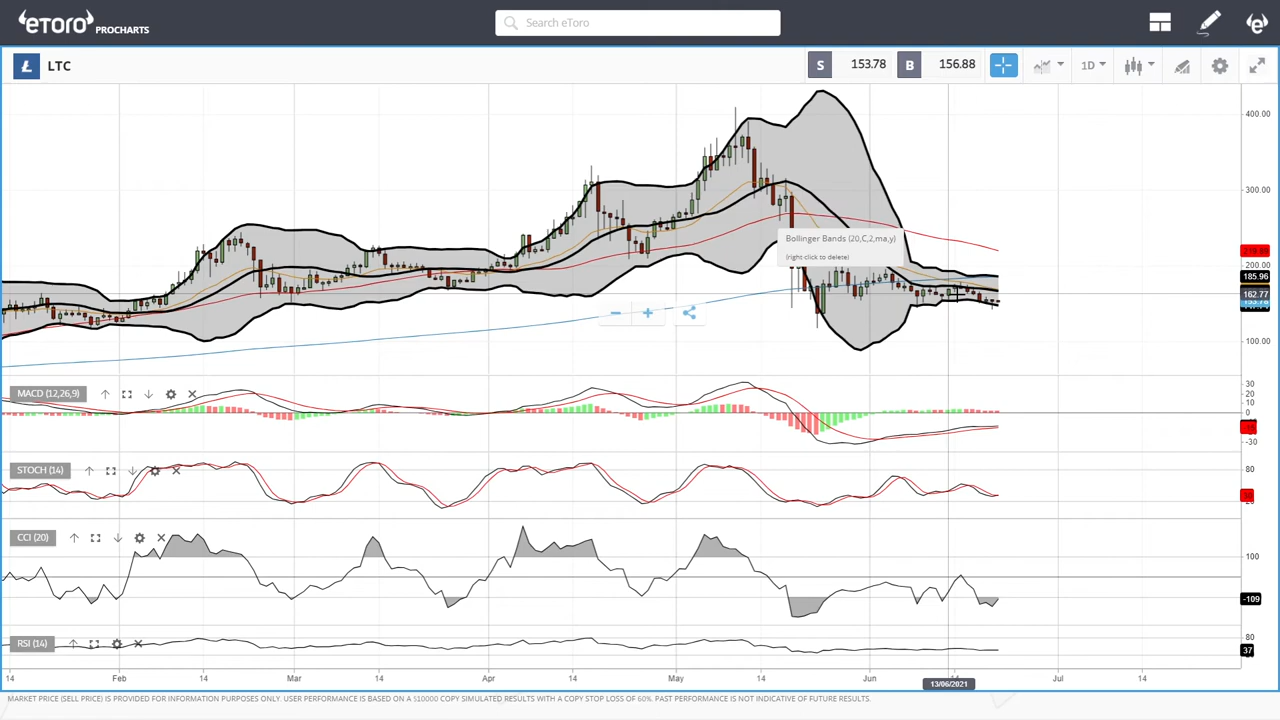 eToro PROCHARTS
Search eToro
LTC
S 153.78 B 156.88
1D
400.00
300.00
Bollinger Bands (20,C,2,ma,y)
(right click to delete)
200.00
185.96
162.77
100.00
MACD (12,26,9)
30
20
10
0
-30
STOCH (14)
80
CCI (20)
100
-109
RSI (14)
80
37
14 Feb 14 Mar 14 Apr 14 May 14 Jun 14 Jul 14
13/06/2021
MARKET PRICE (SELL PRICE) IS PROVIDED FOR INFORMATION PURPOSES ONLY. USER PERFORMANCE IS BASED ON A $10000 COPY SIMULATED RESULTS WITH A COPY STOP LOSS OF 60%. PAST PERFORMANCE IS NOT INDICATIVE OF FUTURE RESULTS.